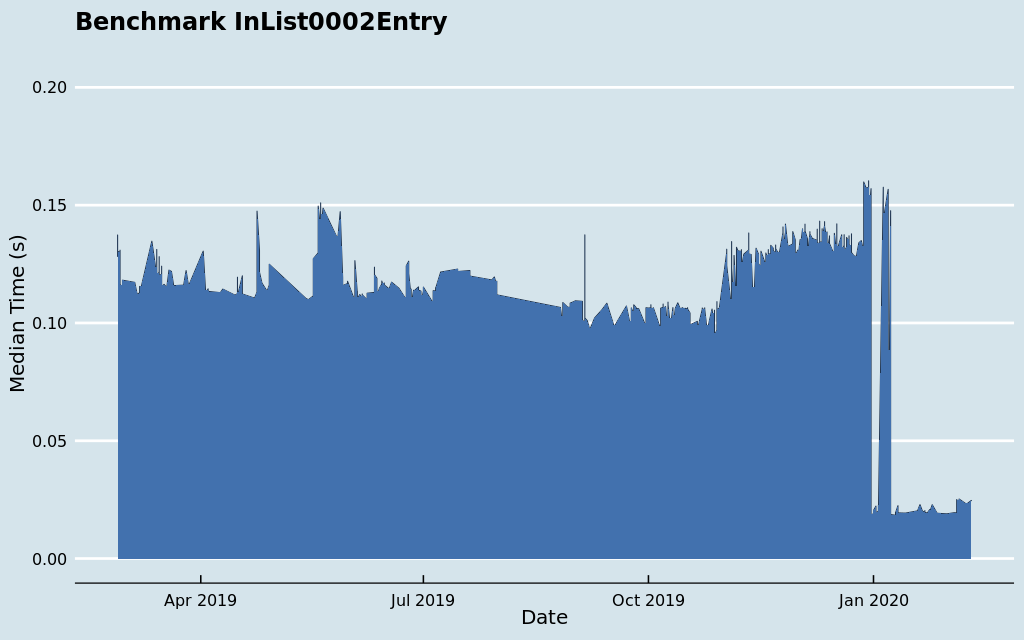 Benchmark InList0002Entry
Median Time (s)
0.20
0.15
0.10
0.05
0.00
Apr 2019
Jul 2019
Oct 2019
Jan 2020
Date